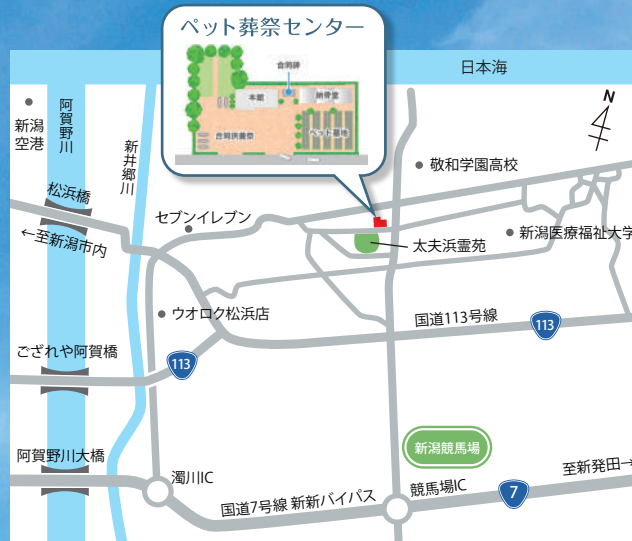 ペット葬祭センター
合同碑
本館
納骨堂
合同供養祭
ペット墓地
日本海
N
新潟
空港
阿賀野川
新井郷川
敬和学園高校
松浜橋
←至新潟市内
セブンイレブン
太夫浜霊苑
新潟医療福祉大学
ウオロク松浜店
国道113号線
113
ござれや阿賀橋
113
新潟競馬場
阿賀野川大橋
濁川IC
国道7号線 新新バイパス
競馬場IC
7
至新発田→